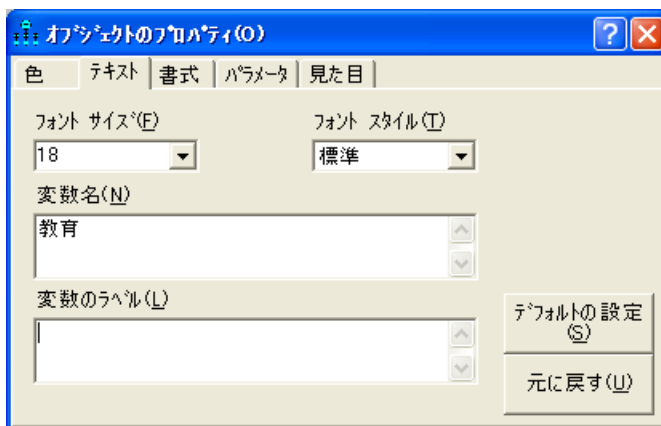 ｵﾌﾞｼﾞｪｸﾄのﾌﾟﾛﾊﾟﾃｨ(O)
色 テキスト 書式 ﾊﾟﾗﾒｰﾀ 見た目
ﾌｫﾝﾄ ｻｲｽﾞ(F) ﾌｫﾝﾄ ｽﾀｲﾙ(T)
18 標準
変数名(N)
教育
変数のﾗﾍﾞﾙ(L)
ﾃﾞﾌｫﾙﾄの設定
(S)
元に戻す(U)